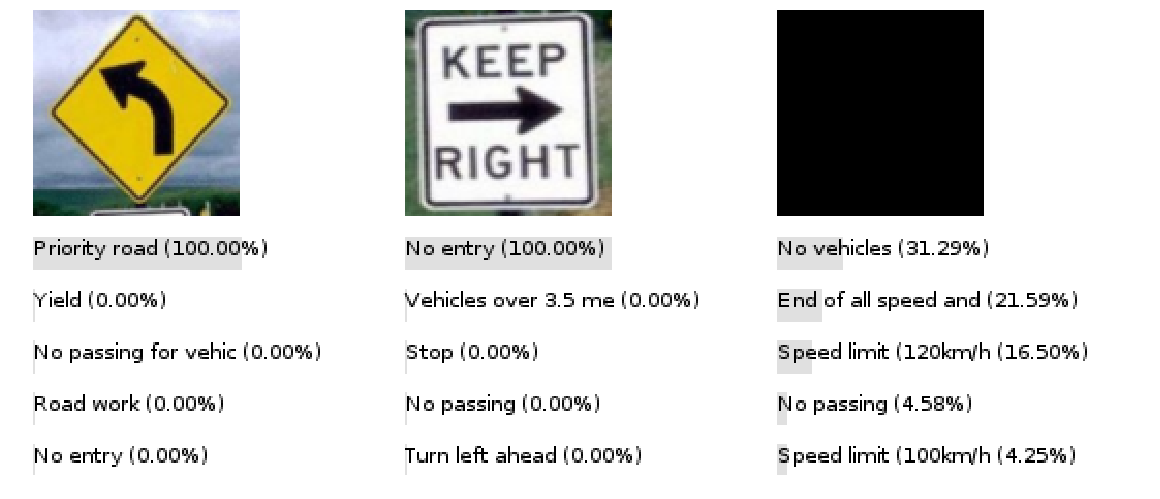 KEEP
RIGHT
Priority road (100.00%)
Yield (0.00%)
No passing for vehic (0.00%)
Road work (0.00%)
No entry (0.00%)
No entry (100.00%)
Vehicles over 3.5 me (0.00%)
Stop (0.00%)
No passing (0.00%)
Turn left ahead (0.00%)
No vehicles (31.29%)
End of all speed and (21.59%)
Speed limit (120km/h (16.50%)
No passing (4.58%)
Speed limit (100km/h (4.25%)